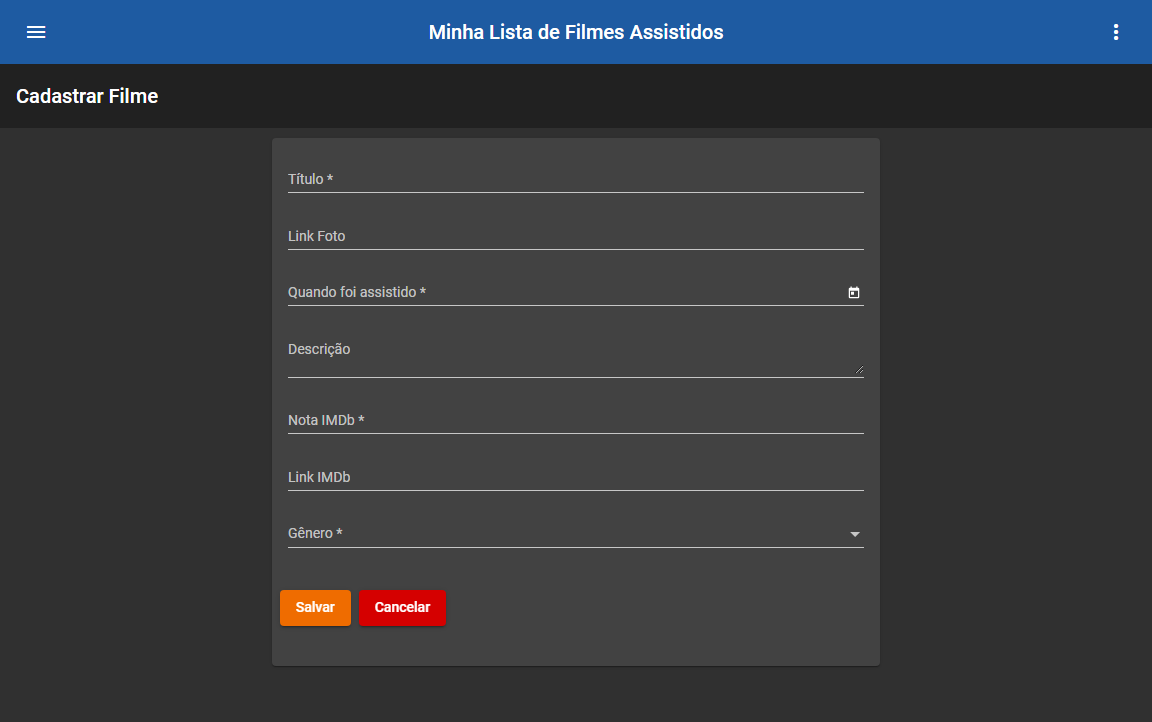 Minha Lista de Filmes Assistidos
Cadastrar Filme
Título *
Link Foto
Quando foi assistido *
Descrição
Nota IMDb *
Link IMDb
Gênero *
Salvar Cancelar